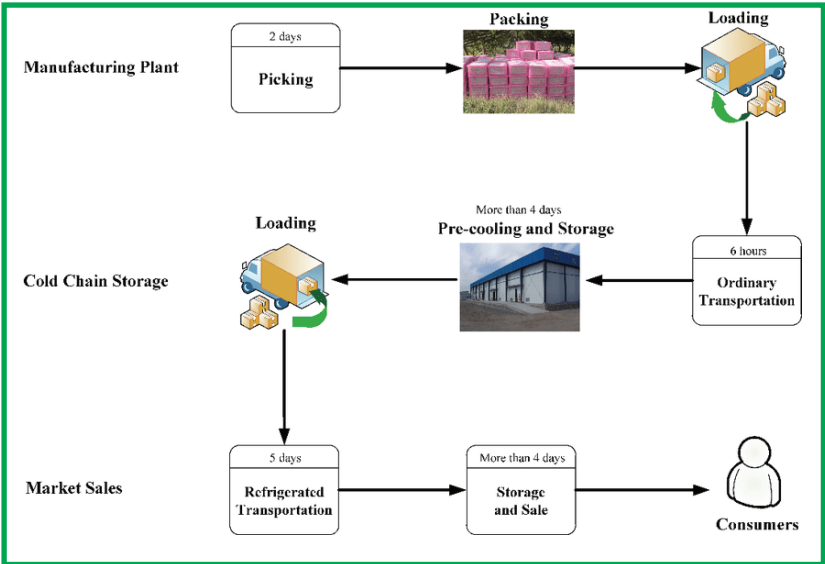 Manufacturing Plant
2 days
Picking
Packing
Loading
Cold Chain Storage
Loading
More than 4 days
Pre-cooling and Storage
6 hours
Ordinary
Transportation
Market Sales
5 days
Refrigerated
Transportation
More than 4 days
Storage
and Sale
Consumers